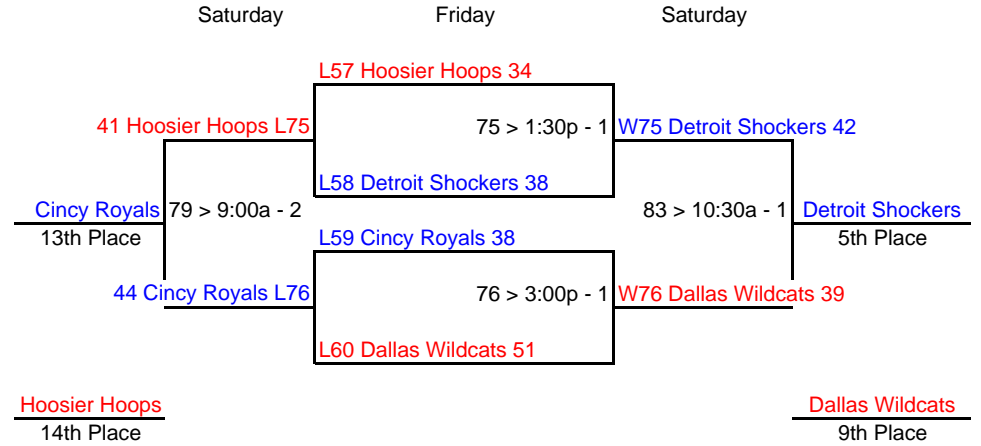 Saturday Friday Saturday
L57 Hoosier Hoops 34
41 Hoosier Hoops L75 75 > 1:30p - 1 W75 Detroit Shockers 42
L58 Detroit Shockers 38
Cincy Royals 79 > 9:00a - 2 83 > 10:30a - 1 Detroit Shockers
13th Place 5th Place
L59 Cincy Royals 38
44 Cincy Royals L76 76 > 3:00p - 1 W76 Dallas Wildcats 39
L60 Dallas Wildcats 51
Hoosier Hoops Dallas Wildcats
14th Place 9th Place